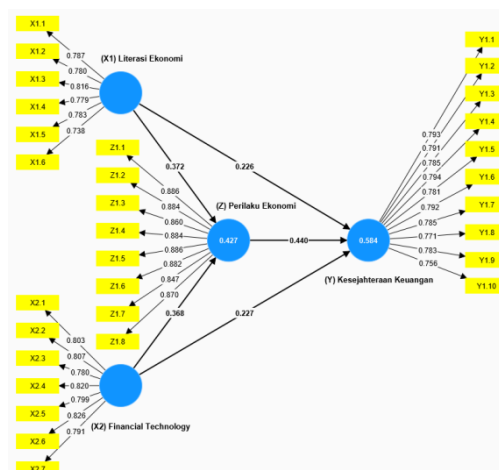 X1.1
X1.2
X1.3
X1.4
X1.5
X1.6
0.787
0.780
0.816
0.779
0.783
0.738
(X1) Literasi Ekonomi
0.372
0.226
Z1.1
Z1.2
Z1.3
Z1.4
Z1.5
Z1.6
Z1.7
Z1.8
0.886
0.884
0.860
0.884
0.886
0.882
0.847
0.870
(Z) Perilaku Ekonomi
0.427
0.440
0.584
(Y) Kesejahteraan Keuangan
Y1.1
Y1.2
Y1.3
Y1.4
Y1.5
Y1.6
Y1.7
Y1.8
Y1.9
Y1.10
0.793
0.791
0.785
0.794
0.781
0.792
0.785
0.771
0.783
0.756
0.368
0.227
X2.1
X2.2
X2.3
X2.4
X2.5
X2.6
X2.7
0.803
0.807
0.780
0.820
0.799
0.826
0.791
(X2) Financial Technology